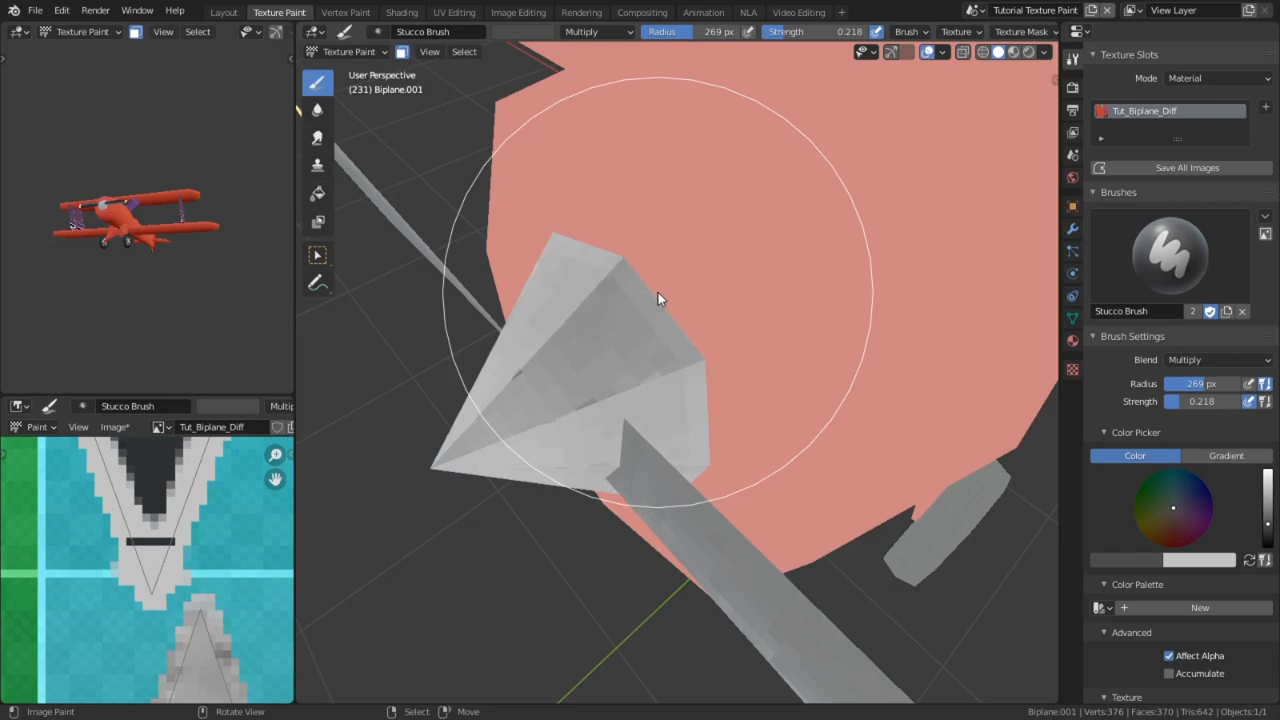 File Edit Render Window Help
Layout Texture Paint Vertex Paint Shading UV Editing Image Editing Rendering Compositing Animation NLA Video Editing +
Tutorial Texture Paint
View Layer
Texture Paint View Select
Stucco Brush Multiply Radius 269 px Strength 0.218 Brush Texture Texture Mask
Texture Paint View Select
User Perspective
(231) Biplane.001
Texture Slots
Mode Material
Tut_Biplane_Diff
Save All Images
Brushes
Stucco Brush 2
Brush Settings
Blend Multiply
Radius 269 px
Strength 0.218
Color Picker
Color Gradient
Color Palette
+ New
Advanced
Affect Alpha
Accumulate
Texture
Stucco Brush Multip
Paint View Image* Tut_Biplane_Diff
Image Paint Rotate View Select Move
Biplane.001 | Verts:376 | Faces:370 | Tris:642 | Objects:1/1